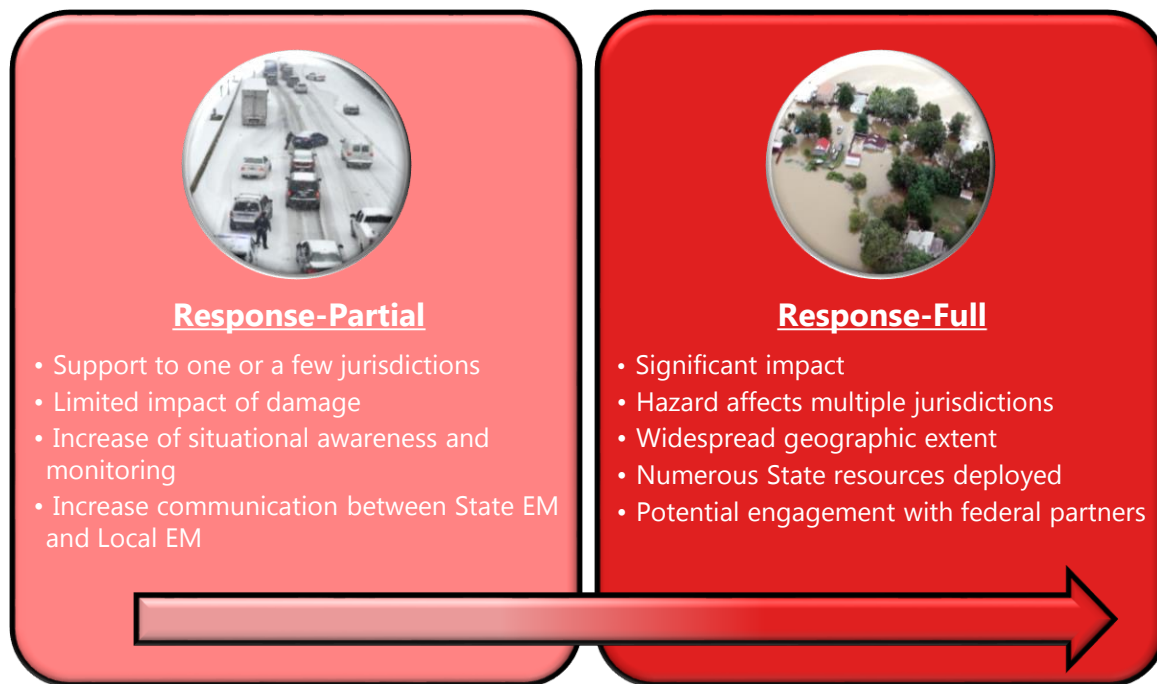 Response-Partial
• Support to one or a few jurisdictions
• Limited impact of damage
• Increase of situational awareness and
monitoring
• Increase communication between State EM
and Local EM
Response-Full
• Significant impact
• Hazard affects multiple jurisdictions
• Widespread geographic extent
• Numerous State resources deployed
• Potential engagement with federal partners